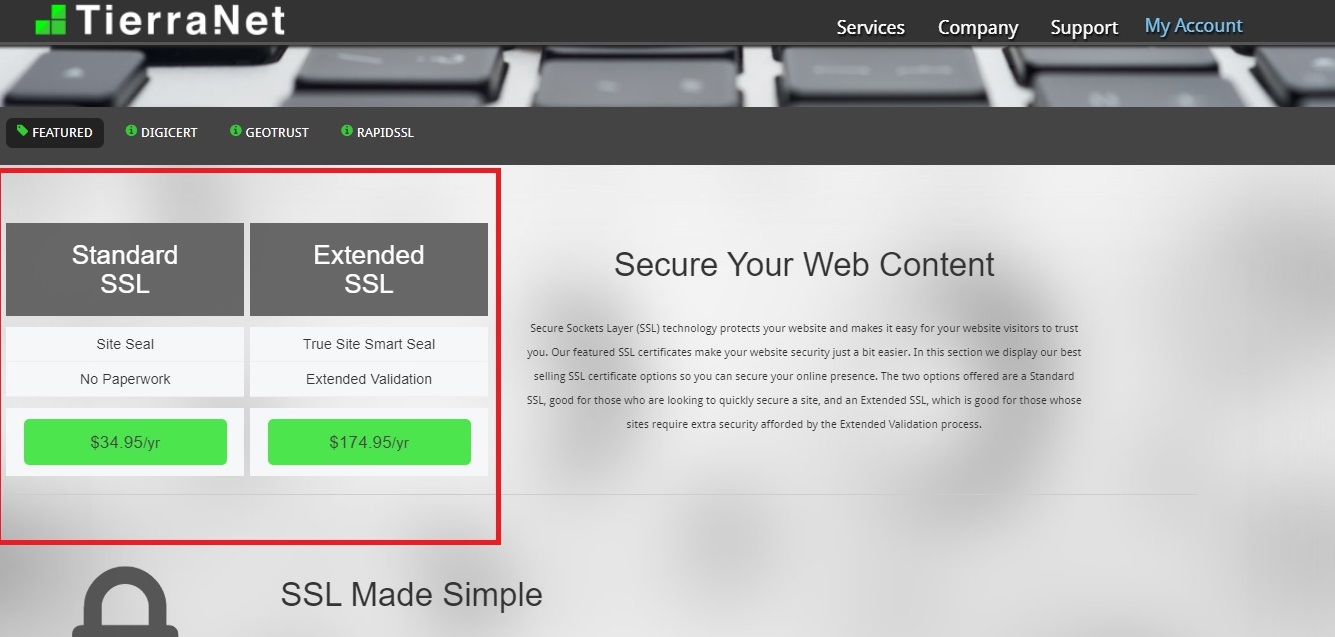 TierraNet
Services
Company
Support
My Account
FEATURED
DIGICERT
GEOTRUST
RAPIDSSL
Standard
SSL
Site Seal
No Paperwork
$34.95/yr
Extended
SSL
True Site Smart Seal
Extended Validation
$174.95/yr
Secure Your Web Content
Secure Sockets Layer (SSL) technology protects your website and makes it easy for your website visitors to trust
you. Our featured SSL certificates make your website security just a bit easier. In this section we display our best
selling SSL certificate options so you can secure your online presence. The two options offered are a Standard
SSL, good for those who are looking to quickly secure a site, and an Extended SSL, which is good for those whose
sites require extra security afforded by the Extended Validation process.
SSL Made Simple